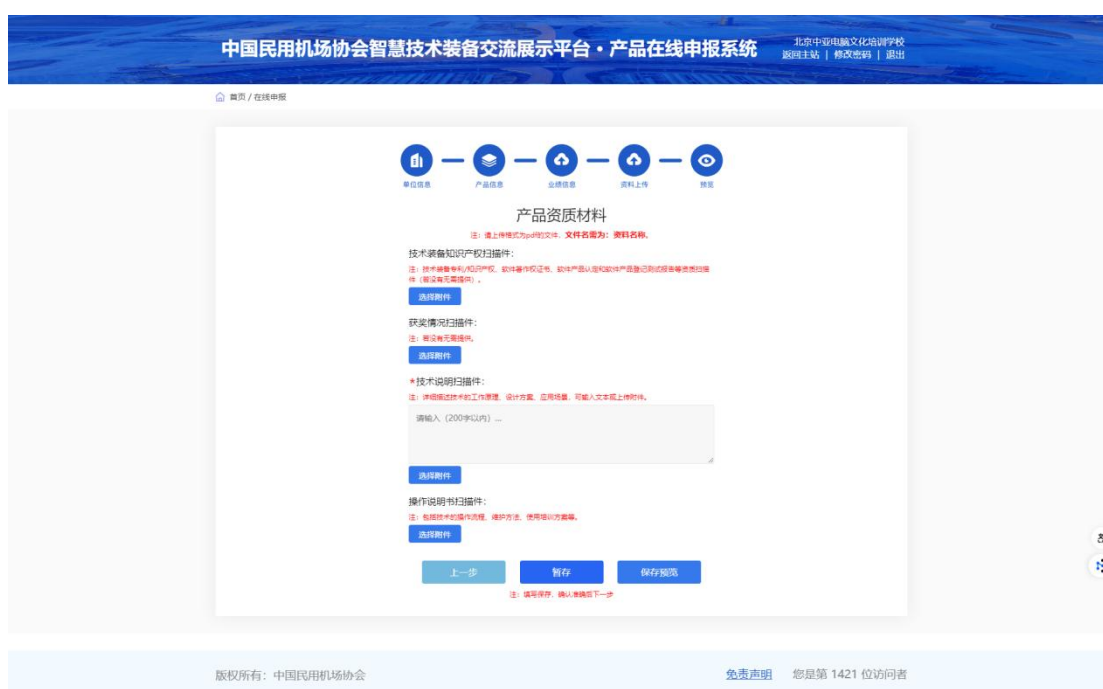 中国民用机场协会智慧技术装备交流展示平台·产品在线申报系统
北京中亚电脑文化培训学校
返回主站 | 修改密码 | 退出
首页 / 在线申报
单位信息
产品信息
业绩信息
资料上传
预览
产品资质材料
注：请上传格式为pdf的文件，文件名需为：资料名称。
技术装备知识产权扫描件：
注：技术装备专利/知识产权、软件著作权证书、软件产品认定和软件产品登记测试报告等资质扫描
件（若没有无需提供）。
选择附件
获奖情况扫描件：
注：若没有无需提供。
选择附件
*技术说明扫描件：
注：详细描述技术的工作原理、设计方案、应用场景，可输入文本或上传附件。
请输入（200字以内）...
选择附件
操作说明书扫描件：
注：包括技术的操作流程、维护方法、使用培训方案等。
选择附件
上一步
暂存
保存预览
注：填写保存，确认准确后下一步
版权所有：中国民用机场协会
免责声明
您是第 1421 位访问者